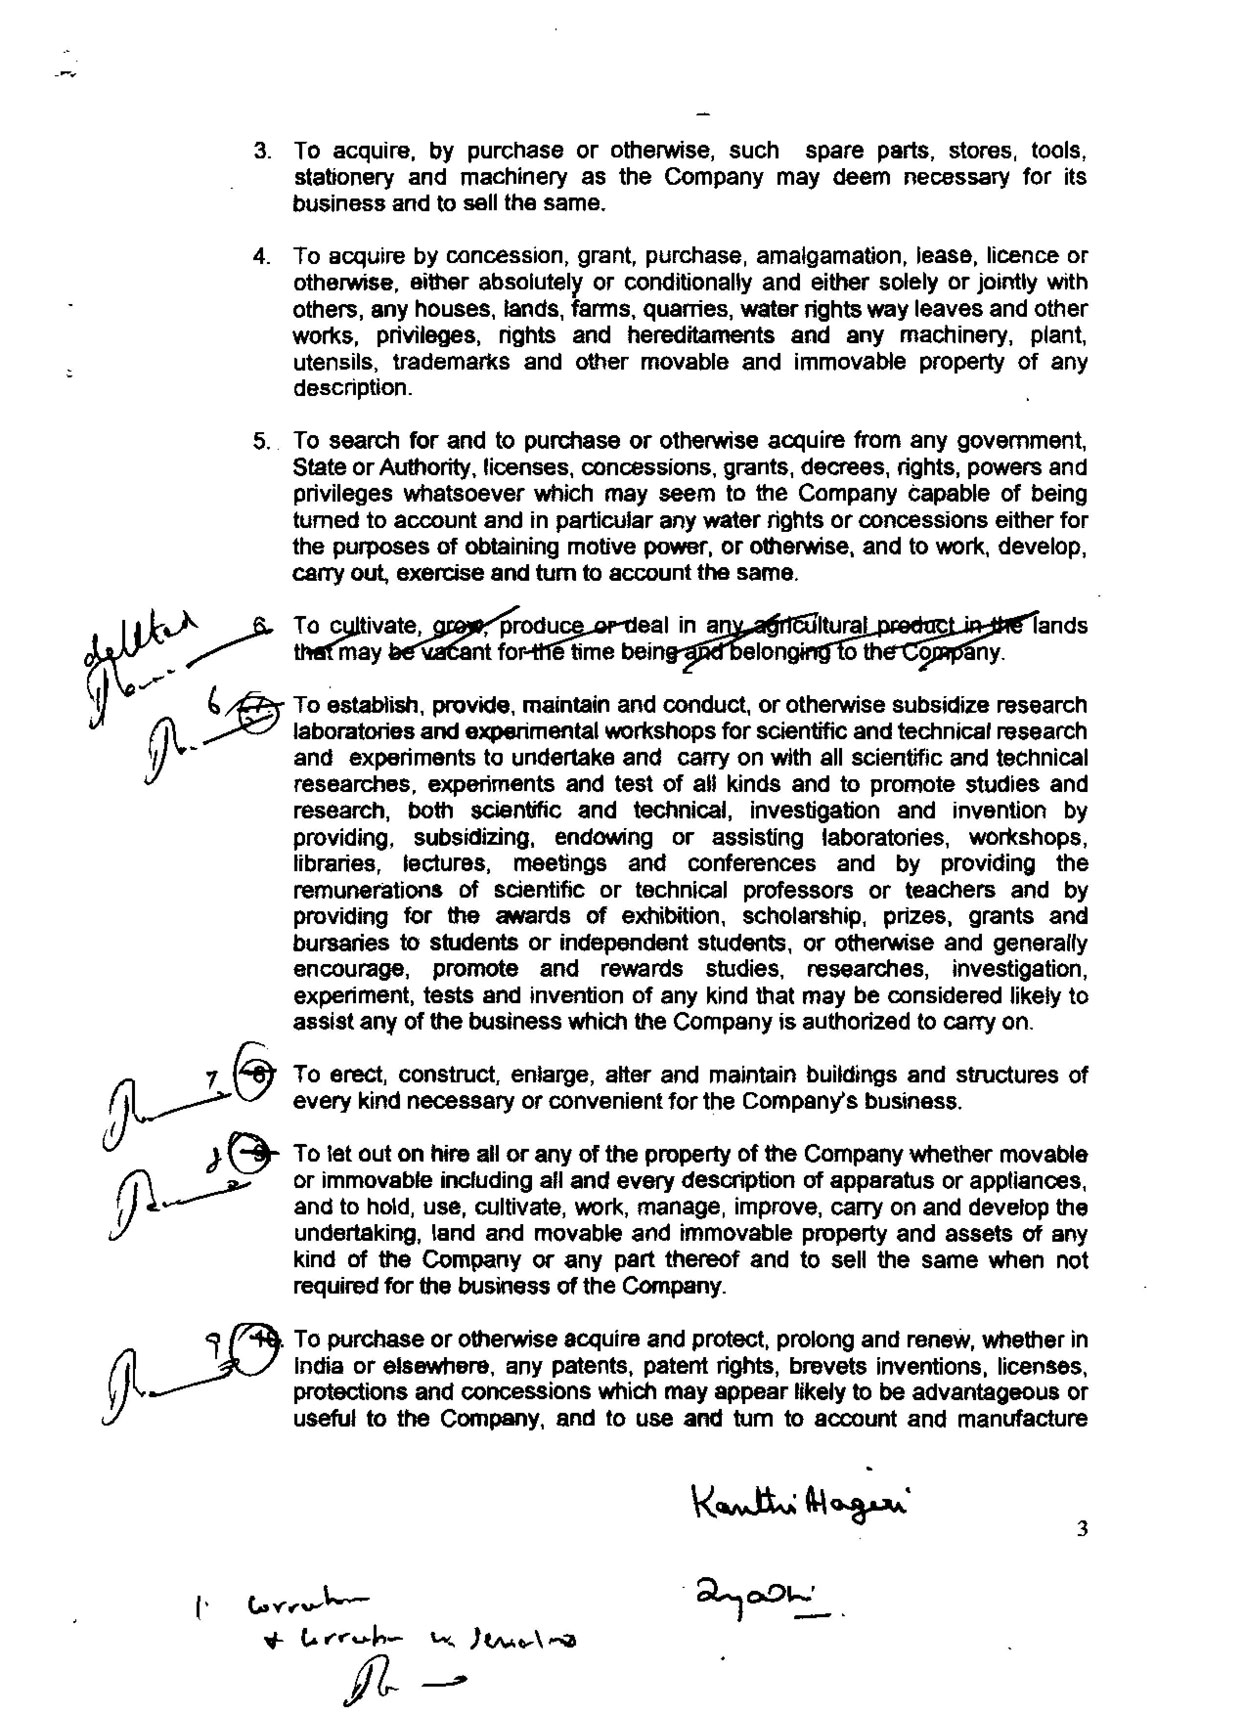 3. To acquire, by purchase or otherwise, such spare parts, stores, tools,
stationery and machinery as the Company may deem necessary for its
business and to sell the same.
4. To acquire by concession, grant, purchase, amalgamation, lease, licence or
otherwise, either absolutely or conditionally and either solely or jointly with
others, any houses, lands, farms, quarries, water rights way leaves and other
works, privileges, rights and hereditaments and any machinery, plant,
utensils, trademarks and other movable and immovable property of any
description.
5. To search for and to purchase or otherwise acquire from any government,
State or Authority, licenses, concessions, grants, decrees, rights, powers and
privileges whatsoever which may seem to the Company capable of being
turned to account and in particular any water rights or concessions either for
the purposes of obtaining motive power, or otherwise, and to work, develop,
carry out, exercise and turn to account the same.
deleted 6. To cultivate, grow, produce or deal in any agricultural product in the lands
that may be vacant for the time being and belonging to the Company.
6 7. To establish, provide, maintain and conduct, or otherwise subsidize research
laboratories and experimental workshops for scientific and technical research
and experiments to undertake and carry on with all scientific and technical
researches, experiments and test of all kinds and to promote studies and
research, both scientific and technical, investigation and invention by
providing, subsidizing, endowing or assisting laboratories, workshops,
libraries, lectures, meetings and conferences and by providing the
remunerations of scientific or technical professors or teachers and by
providing for the awards of exhibition, scholarship, prizes, grants and
bursaries to students or independent students, or otherwise and generally
encourage, promote and rewards studies, researches, investigation,
experiment, tests and invention of any kind that may be considered likely to
assist any of the business which the Company is authorized to carry on.
7. 8 To erect, construct, enlarge, alter and maintain buildings and structures of
every kind necessary or convenient for the Company's business.
8 9 To let out on hire all or any of the property of the Company whether movable
or immovable including all and every description of apparatus or appliances,
and to hold, use, cultivate, work, manage, improve, carry on and develop the
undertaking, land and movable and immovable property and assets of any
kind of the Company or any part thereof and to sell the same when not
required for the business of the Company.
9 10. To purchase or otherwise acquire and protect, prolong and renew, whether in
India or elsewhere, any patents, patent rights, brevets inventions, licenses,
protections and concessions which may appear likely to be advantageous or
useful to the Company, and to use and turn to account and manufacture
Kanthi Hageri
3